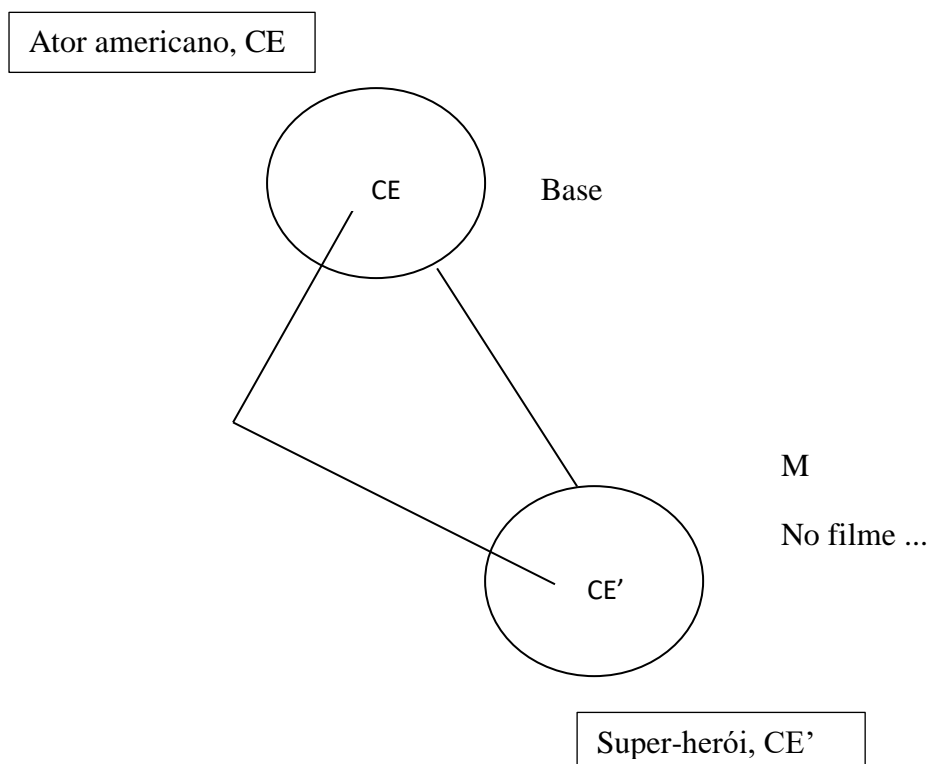 Ator americano, CE
CE
Base
M
No filme ...
CE’
Super-herói, CE’